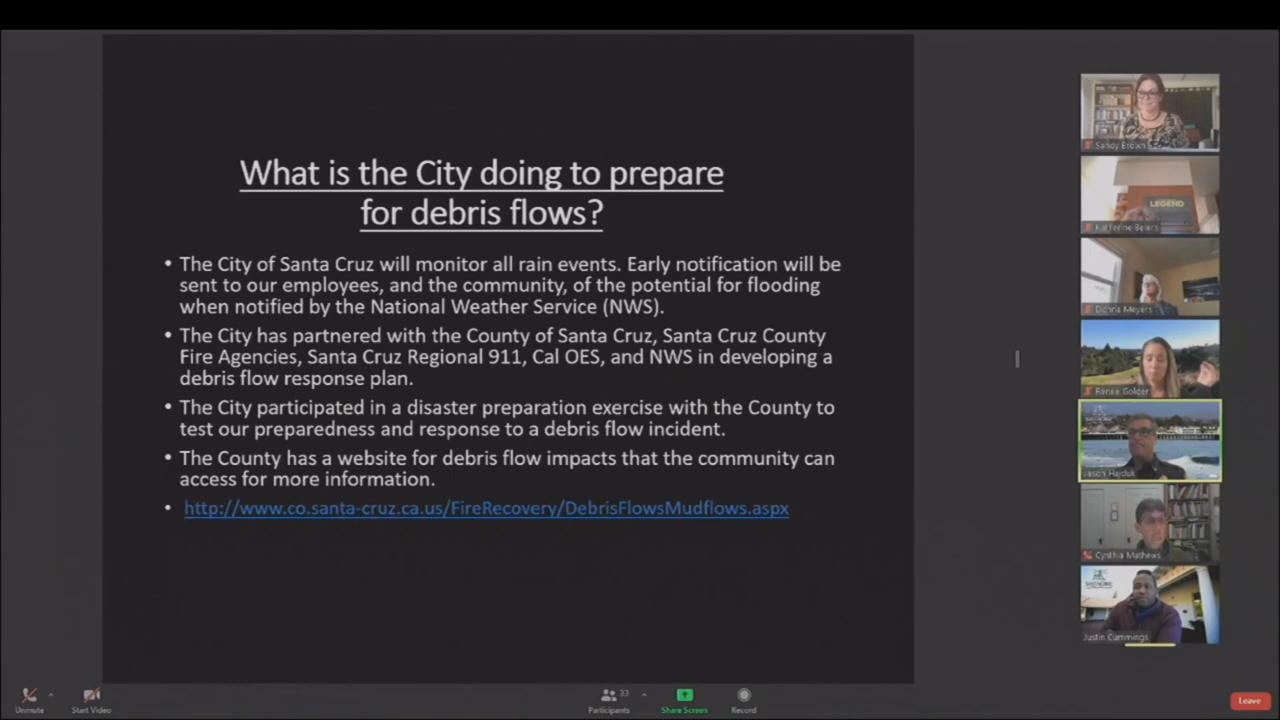 What is the City doing to prepare
for debris flows?
• The City of Santa Cruz will monitor all rain events. Early notification will be
sent to our employees, and the community, of the potential for flooding
when notified by the National Weather Service (NWS).
• The City has partnered with the County of Santa Cruz, Santa Cruz County
Fire Agencies, Santa Cruz Regional 911, Cal OES, and NWS in developing a
debris flow response plan.
• The City participated in a disaster preparation exercise with the County to
test our preparedness and response to a debris flow incident.
• The County has a website for debris flow impacts that the community can
access for more information.
• http://www.co.santa-cruz.ca.us/FireRecovery/DebrisFlowsMudflows.aspx
Sandy Brown
LEGEND
Katherine Beiers
Donna Meyers
Renee Golder
Jason Hajduk
Cynthia Mathews
Justin Cummings
Unmute
Start Video
33
Participants
Share Screen
Record
Leave